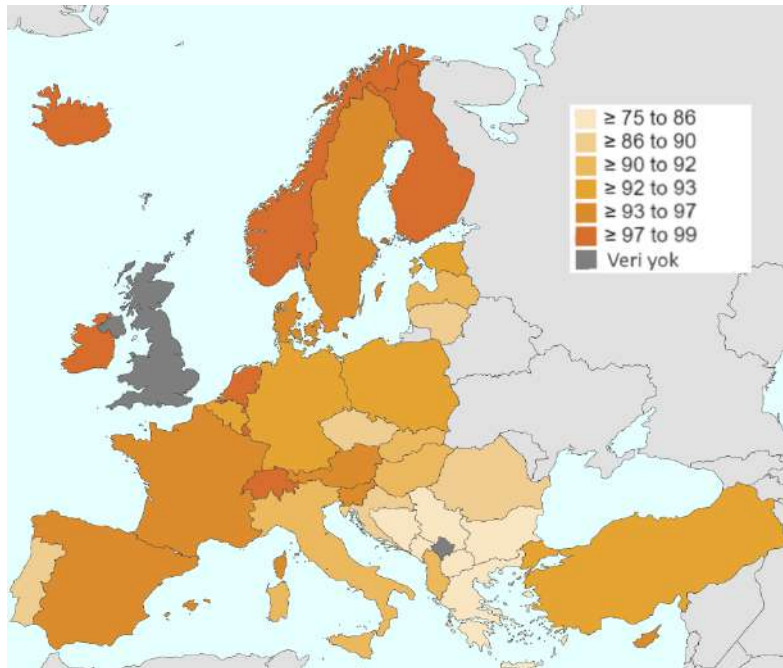 ≥ 75 to 86
≥ 86 to 90
≥ 90 to 92
≥ 92 to 93
≥ 93 to 97
≥ 97 to 99
Veri yok